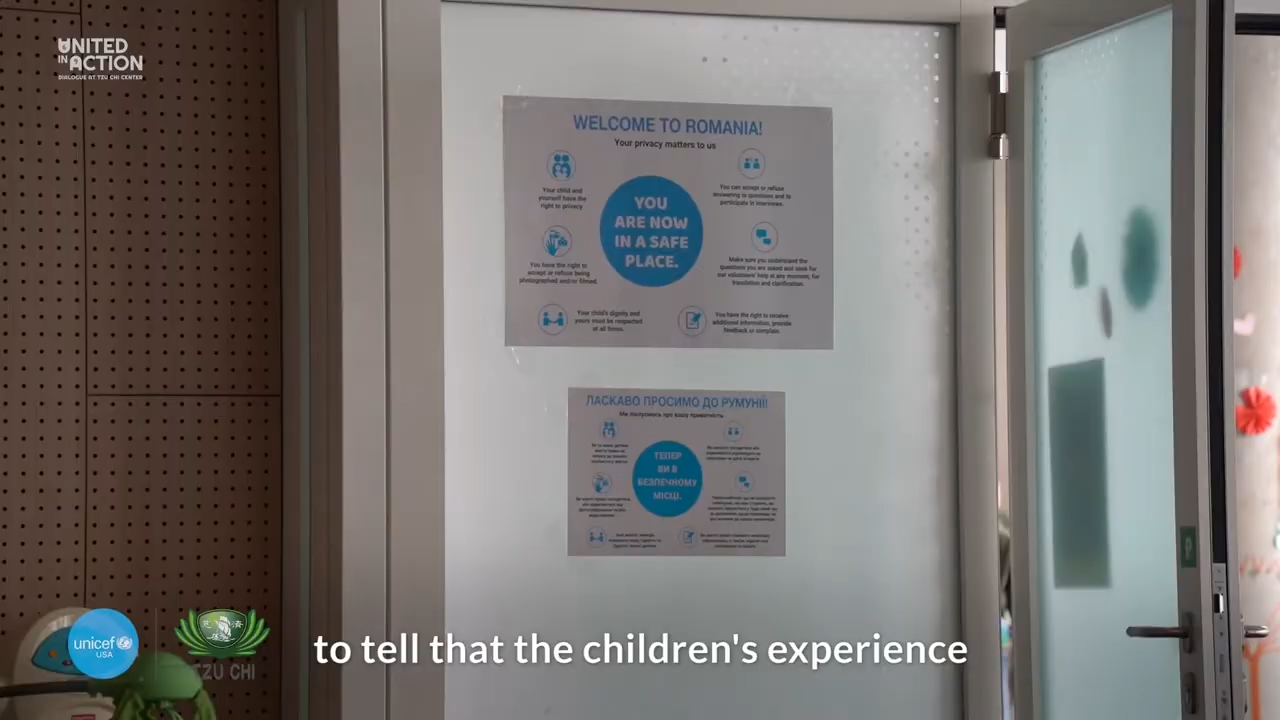 UNITED
IN ACTION
DIALOGUE AT TZU CHI CENTER
WELCOME TO ROMANIA!
Your privacy matters to us
Your child and
yourself have the
right to privacy
You have the right to
accept or refuse being
photographed and/or filmed.
Your child's dignity and
yours must be respected
at all times.
YOU
ARE NOW
IN A SAFE
PLACE.
You can accept or refuse
answering to questions and to
participate in interviews.
Make sure you understand the
questions you are asked and seek for
our volunteers' help at any moment, for
translation and clarification.
You have the right to receive
additional information, provide
feedback or complain.
ЛАСКАВО ПРОСИМО ДО РУМУНІЇ!
Ми піклуємось про вашу приватність
ТЕПЕР
ВИ В
БЕЗПЕЧНОМУ
МІСЦІ.
unicef
USA
TZU CHI
to tell that the children's experience